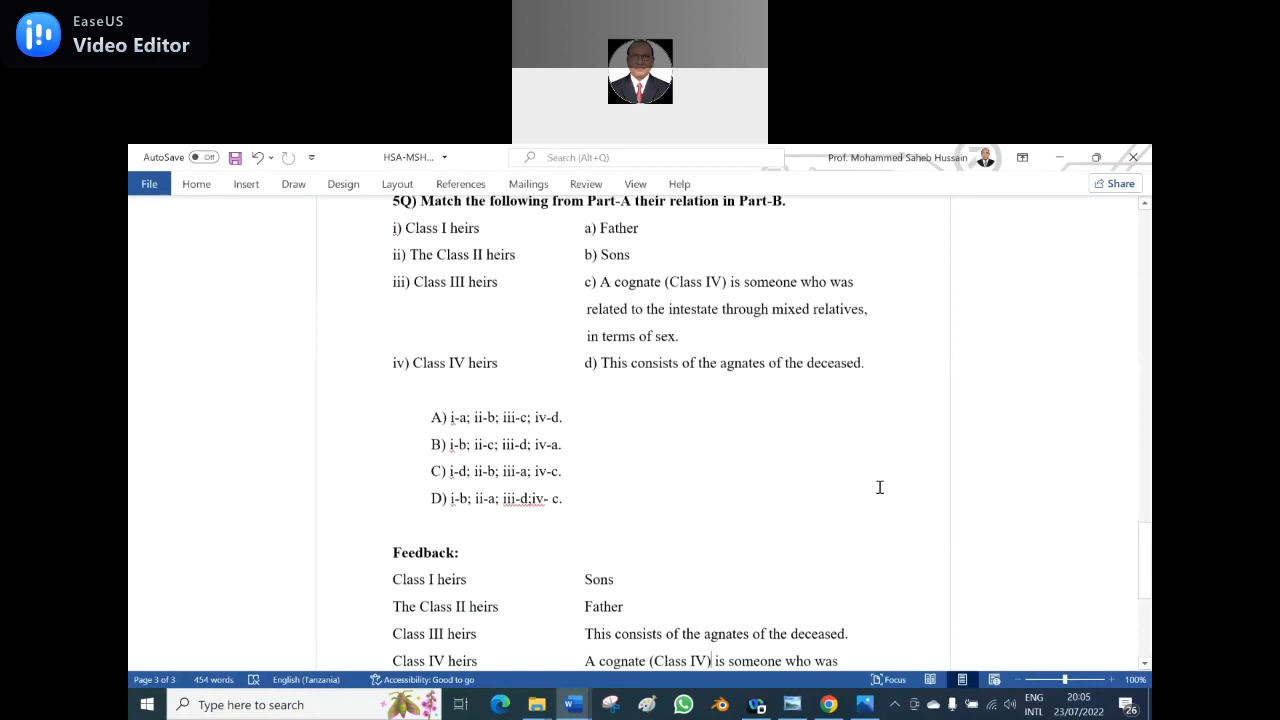 EaseUS
Video Editor
AutoSave Off HSA-MSH... Search (Alt+Q) Prof. Mohammed Saheb Hussain
File Home Insert Draw Design Layout References Mailings Review View Help Share
5Q) Match the following from Part-A their relation in Part-B.
i) Class I heirs a) Father
ii) The Class II heirs b) Sons
iii) Class III heirs c) A cognate (Class IV) is someone who was
related to the intestate through mixed relatives,
in terms of sex.
iv) Class IV heirs d) This consists of the agnates of the deceased.
A) i-a; ii-b; iii-c; iv-d.
B) i-b; ii-c; iii-d; iv-a.
C) i-d; ii-b; iii-a; iv-c.
D) i-b; ii-a; iii-d;iv- c.
Feedback:
Class I heirs Sons
The Class II heirs Father
Class III heirs This consists of the agnates of the deceased.
Class IV heirs A cognate (Class IV) is someone who was
Page 3 of 3 454 words English (Tanzania) Accessibility: Good to go Focus 100%
Type here to search ENG 20:05
INTL 23/07/2022 26